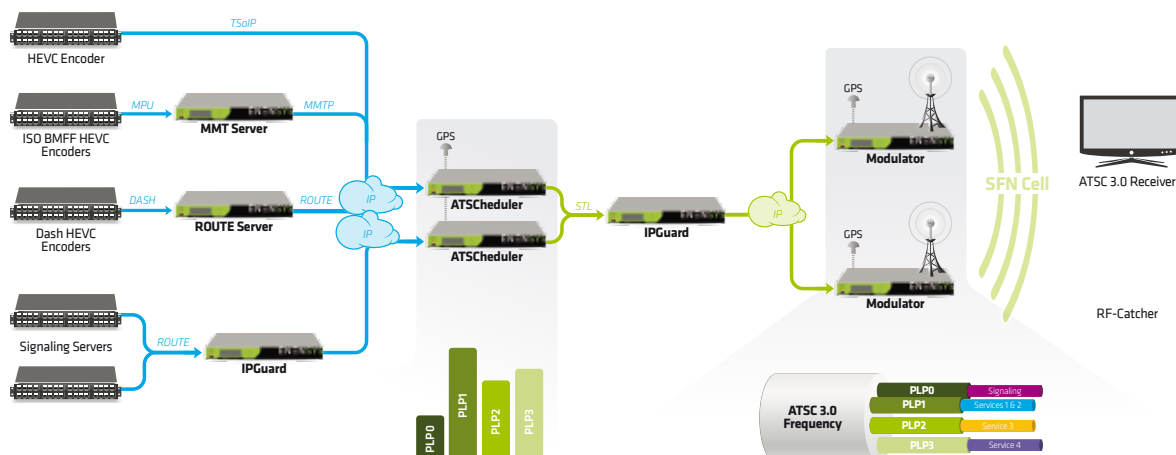 TSoIP
HEVC Encoder
MPU
MMTP
MMT Server
ISO BMFF HEVC
Encoders
DASH
ROUTE
ROUTE Server
Dash HEVC
Encoders
Signaling Servers
ROUTE
IPGuard
IP
IP
GPS
ATSCheduler
ATSCheduler
STL
IPGuard
IP
GPS
Modulator
GPS
Modulator
SFN Cell
ATSC 3.0 Receiver
RF-Catcher
PLP0
PLP1
PLP2
PLP3
ATSC 3.0
Frequency
PLP0 Signaling
PLP1 Services 1 & 2
PLP2 Service 3
PLP3 Service 4